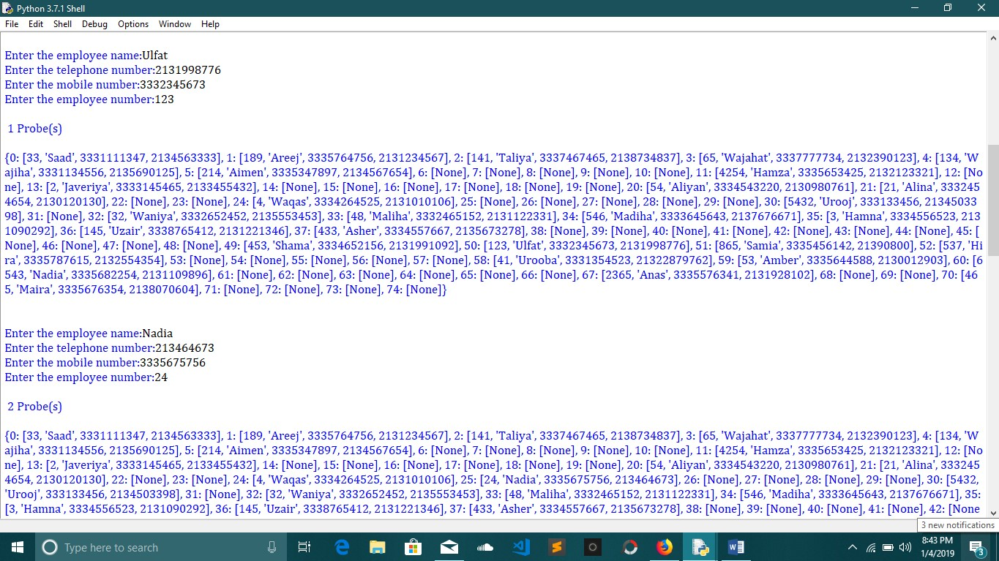 Python 3.7.1 Shell
File Edit Shell Debug Options Window Help
Enter the employee name:Ulfat
Enter the telephone number:2131998776
Enter the mobile number:3332345673
Enter the employee number:123
1 Probe(s)
{0: [33, 'Saad', 3331111347, 2134563333], 1: [189, 'Areej', 3335764756, 2131234567], 2: [141, 'Taliya', 3337467465, 2138734837], 3: [65, 'Wajahat', 3337777734, 2132390123], 4: [134, 'W
ajiha', 3331134556, 2135690125], 5: [214, 'Aimen', 3335347897, 2134567654], 6: [None], 7: [None], 8: [None], 9: [None], 10: [None], 11: [4254, 'Hamza', 3335653425, 2132123321], 12: [No
ne], 13: [2, 'Javeriya', 3333145465, 2133455432], 14: [None], 15: [None], 16: [None], 17: [None], 18: [None], 19: [None], 20: [54, 'Aliyan', 3334543220, 2130980761], 21: [21, 'Alina', 333245
4654, 2130120130], 22: [None], 23: [None], 24: [4, 'Waqas', 3334264525, 2131010106], 25: [None], 26: [None], 27: [None], 28: [None], 29: [None], 30: [5432, 'Urooj', 333133456, 21345033
98], 31: [None], 32: [32, 'Waniya', 3332652452, 2135553453], 33: [48, 'Maliha', 3332465152, 2131122331], 34: [546, 'Madiha', 3333645643, 2137676671], 35: [3, 'Hamna', 3334556523, 213
1090292], 36: [145, 'Uzair', 3338765412, 2131221346], 37: [433, 'Asher', 3334557667, 2135673278], 38: [None], 39: [None], 40: [None], 41: [None], 42: [None], 43: [None], 44: [None], 45: [
None], 46: [None], 47: [None], 48: [None], 49: [453, 'Shama', 3334652156, 2131991092], 50: [123, 'Ulfat', 3332345673, 2131998776], 51: [865, 'Samia', 3335456142, 21390800], 52: [537, 'Hi
ra', 3335787615, 2132554354], 53: [None], 54: [None], 55: [None], 56: [None], 57: [None], 58: [41, 'Urooba', 3331354523, 21322879762], 59: [53, 'Amber', 3335644588, 2130012903], 60: [6
543, 'Nadia', 3335682254, 2131109896], 61: [None], 62: [None], 63: [None], 64: [None], 65: [None], 66: [None], 67: [2365, 'Anas', 3335576341, 2131928102], 68: [None], 69: [None], 70: [46
5, 'Maira', 3335676354, 2138070604], 71: [None], 72: [None], 73: [None], 74: [None]}
Enter the employee name:Nadia
Enter the telephone number:213464673
Enter the mobile number:3335675756
Enter the employee number:24
2 Probe(s)
{0: [33, 'Saad', 3331111347, 2134563333], 1: [189, 'Areej', 3335764756, 2131234567], 2: [141, 'Taliya', 3337467465, 2138734837], 3: [65, 'Wajahat', 3337777734, 2132390123], 4: [134, 'W
ajiha', 3331134556, 2135690125], 5: [214, 'Aimen', 3335347897, 2134567654], 6: [None], 7: [None], 8: [None], 9: [None], 10: [None], 11: [4254, 'Hamza', 3335653425, 2132123321], 12: [No
ne], 13: [2, 'Javeriya', 3333145465, 2133455432], 14: [None], 15: [None], 16: [None], 17: [None], 18: [None], 19: [None], 20: [54, 'Aliyan', 3334543220, 2130980761], 21: [21, 'Alina', 3332454
654, 2130120130], 22: [None], 23: [None], 24: [4, 'Waqas', 3334264525, 2131010106], 25: [24, 'Nadia', 3335675756, 213464673], 26: [None], 27: [None], 28: [None], 29: [None], 30: [5432,
'Urooj', 333133456, 2134503398], 31: [None], 32: [32, 'Waniya', 3332652452, 2135553453], 33: [48, 'Maliha', 3332465152, 2131122331], 34: [546, 'Madiha', 3333645643, 2137676671], 35:
[3, 'Hamna', 3334556523, 2131090292], 36: [145, 'Uzair', 3338765412, 2131221346], 37: [433, 'Asher', 3334557667, 2135673278], 38: [None], 39: [None], 40: [None], 41: [None], 42: [None
3 new notifications
Type here to search
8:43 PM
1/4/2019
3